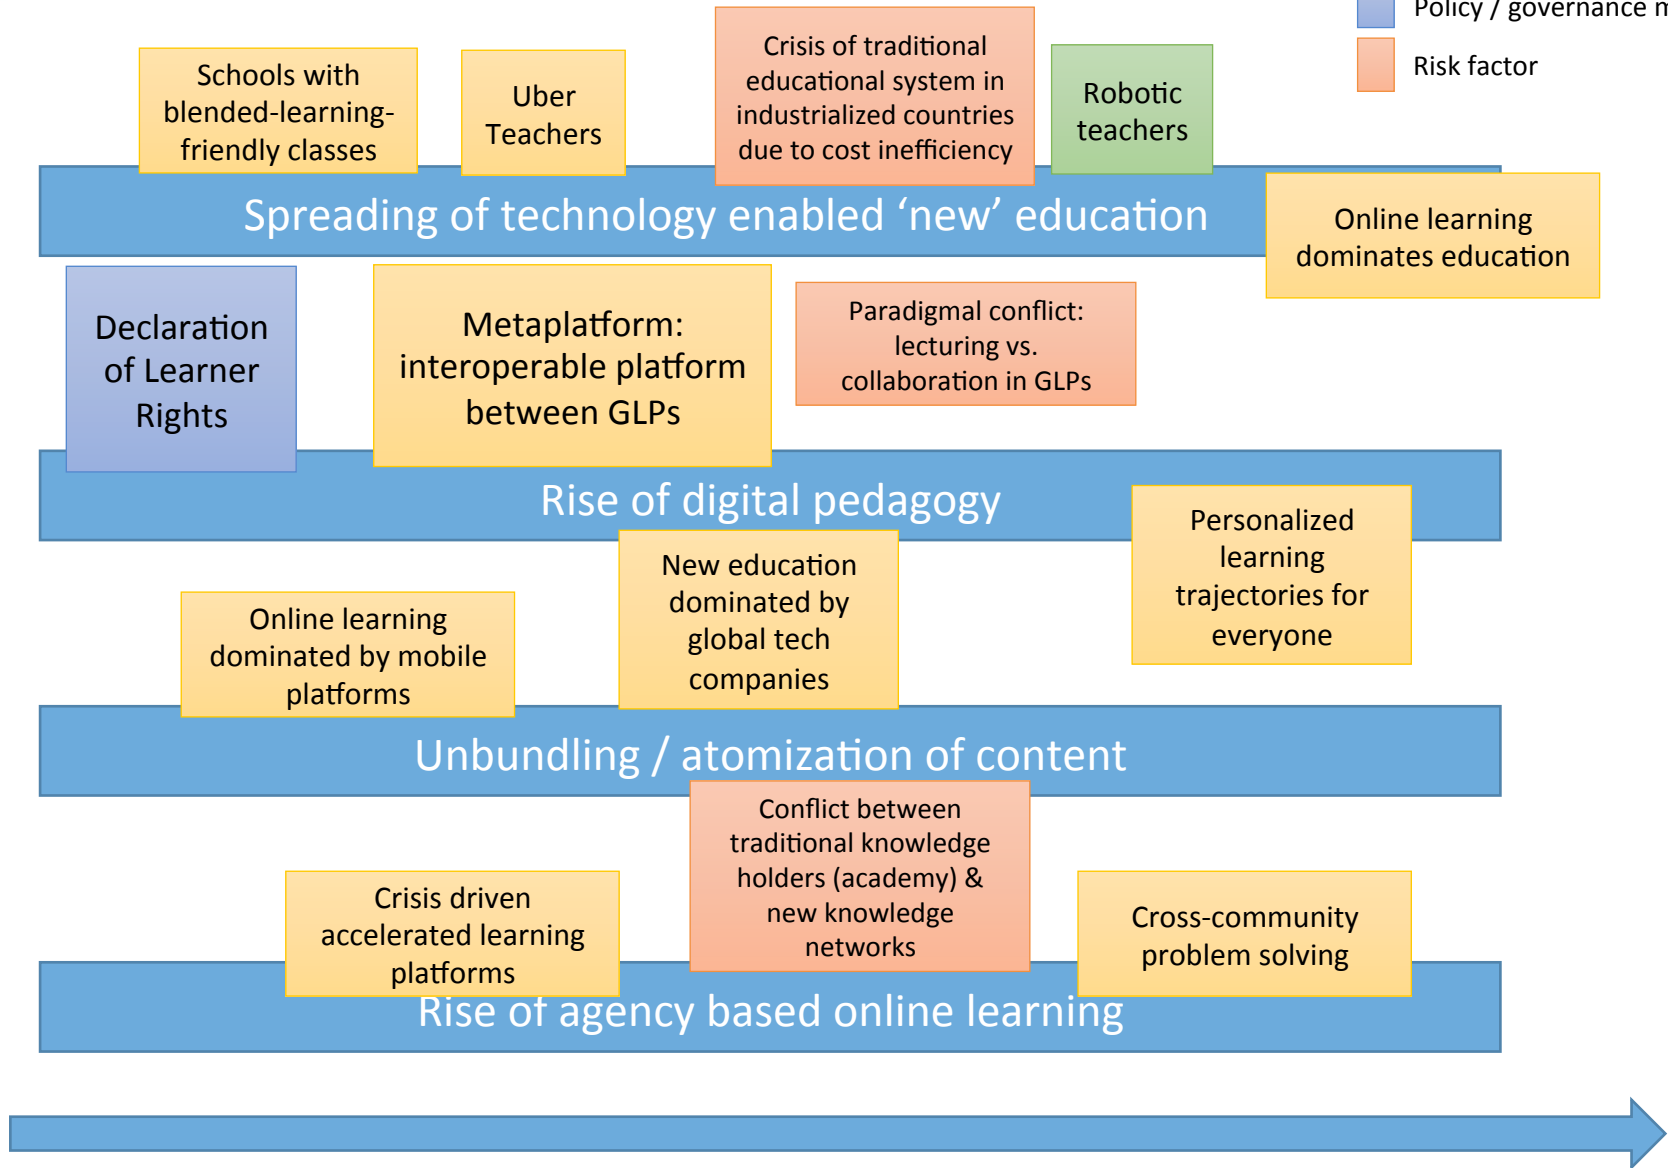 Policy / governance
Risk factor
Schools with
blended-learning-
friendly classes
Uber
Teachers
Crisis of traditional
educational system in
industrialized countries
due to cost inefficiency
Robotic
teachers
Spreading of technology enabled ‘new’ education
Online learning
dominates education
Declaration
of Learner
Rights
Metaplatform:
interoperable platform
between GLPs
Paradigmal conflict:
lecturing vs.
collaboration in GLPs
Rise of digital pedagogy
Personalized
learning
trajectories for
everyone
New education
dominated by
global tech
companies
Online learning
dominated by mobile
platforms
Unbundling / atomization of content
Conflict between
traditional knowledge
holders (academy) &
new knowledge
networks
Crisis driven
accelerated learning
platforms
Cross-community
problem solving
Rise of agency based online learning